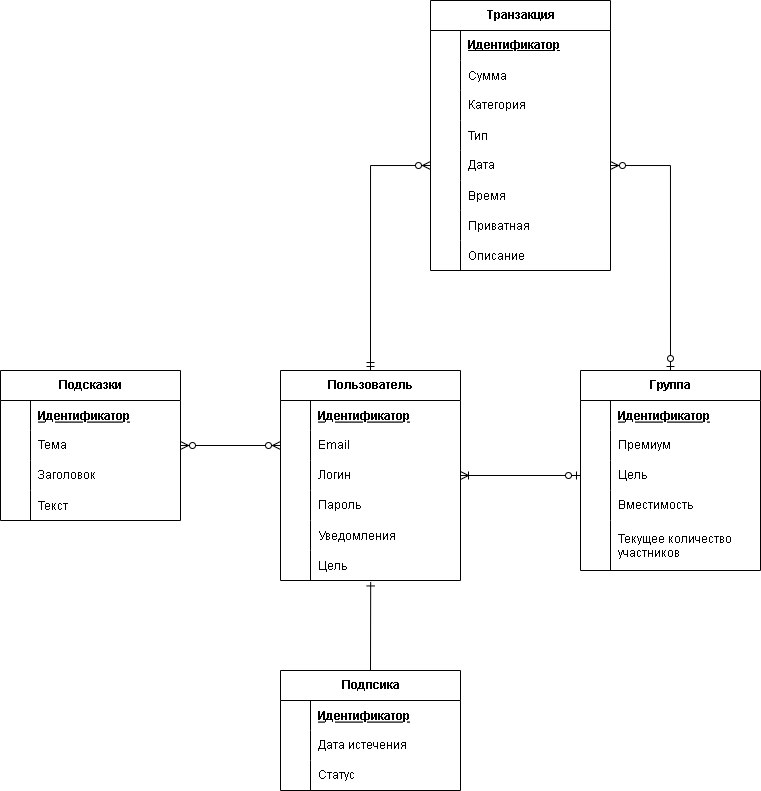 Транзакция
Идентификатор
Сумма
Категория
Тип
Дата
Время
Приватная
Описание
Подсказки
Идентификатор
Тема
Заголовок
Текст
Пользователь
Идентификатор
Email
Логин
Пароль
Уведомления
Цель
Группа
Идентификатор
Премиум
Цель
Вместимость
Текущее количество
участников
Подпсика
Идентификатор
Дата истечения
Статус